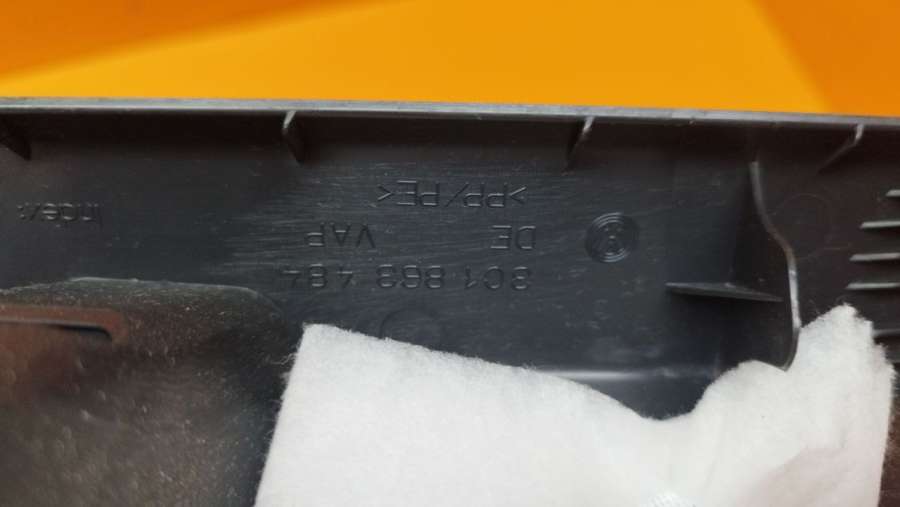 3C1 863 484
DE VAP
>PP/PE<
Index